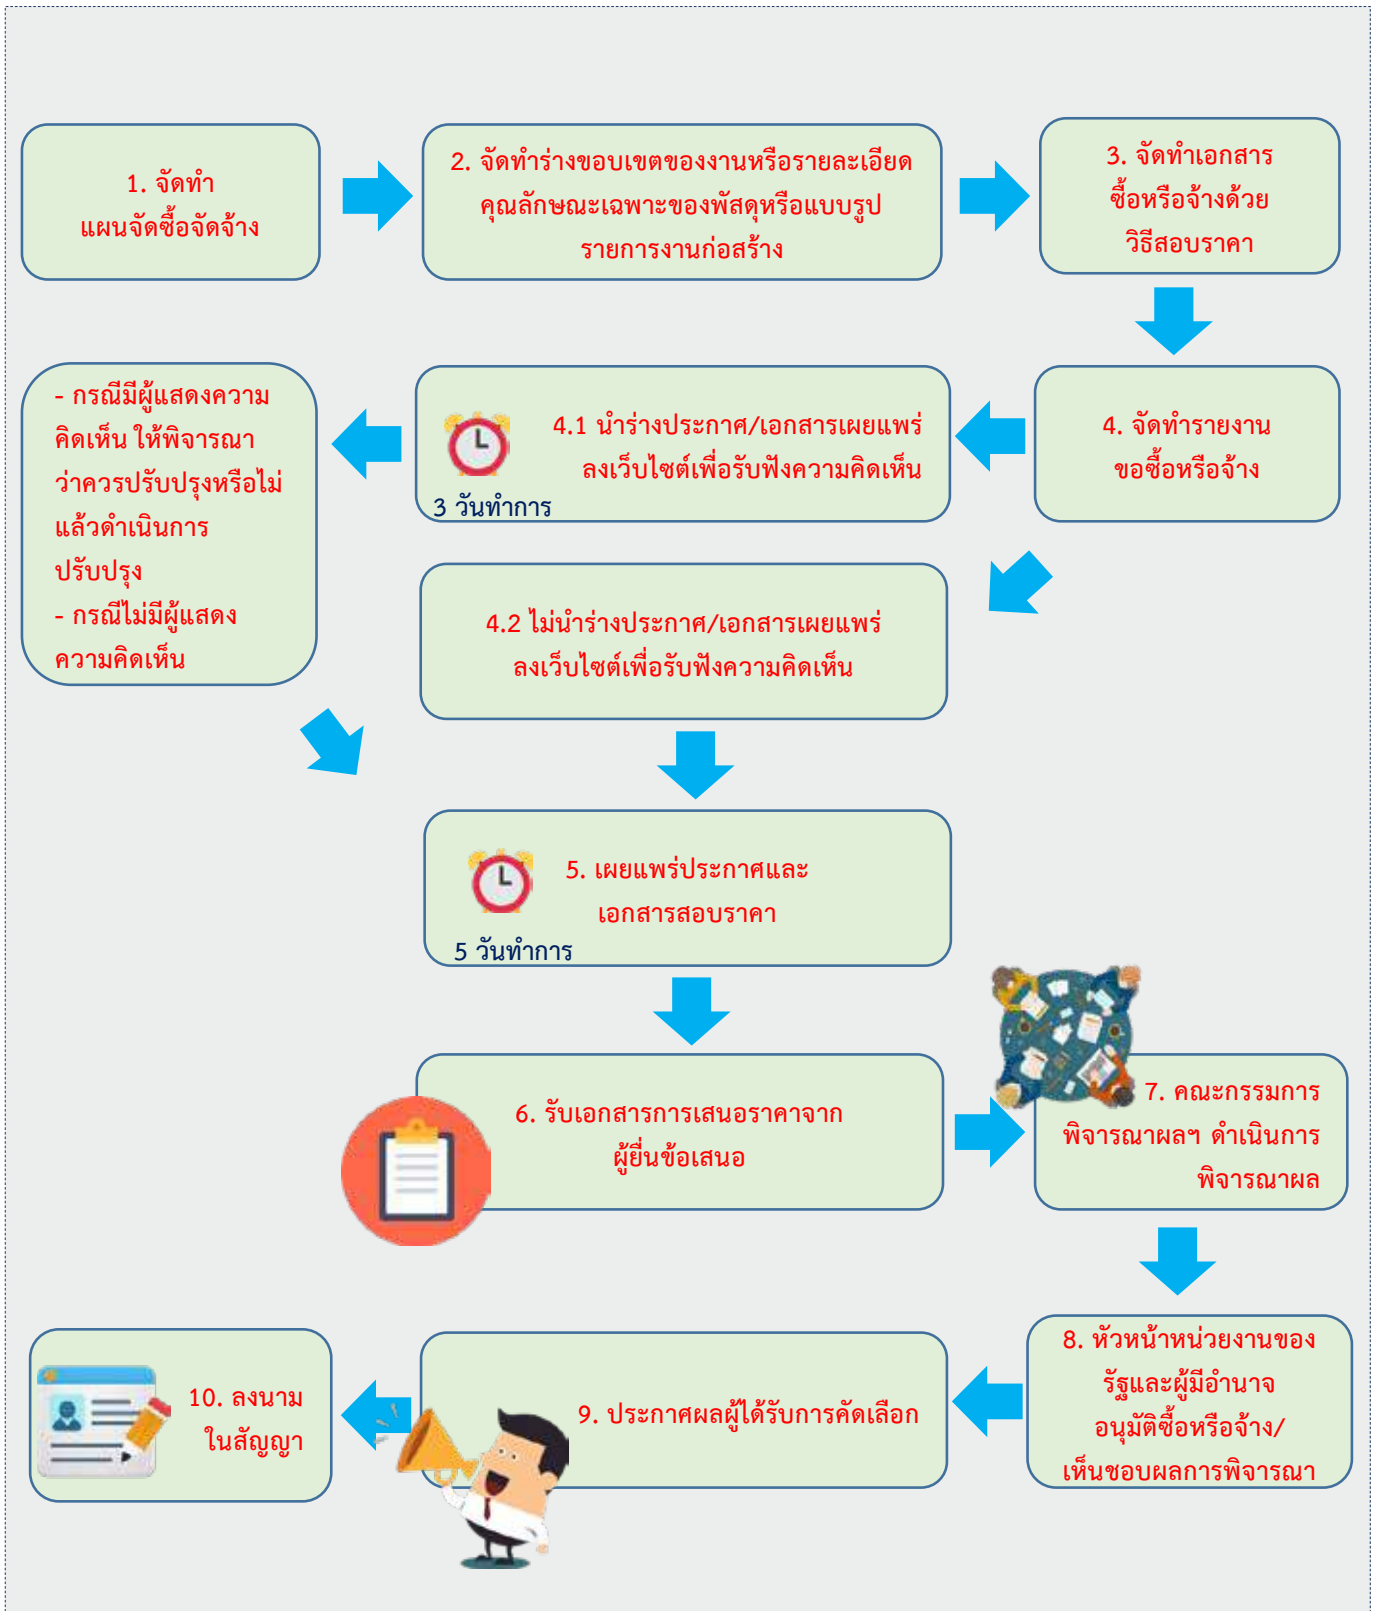 1. จัดทำ
แผนจัดซื้อจัดจ้าง
2. จัดทำร่างขอบเขตของงานหรือรายละเอียด
คุณลักษณะเฉพาะของพัสดุหรือแบบรูป
รายการงานก่อสร้าง
3. จัดทำเอกสาร
ซื้อหรือจ้างด้วย
วิธีสอบราคา
4. จัดทำรายงาน
ขอซื้อหรือจ้าง
4.1 นำร่างประกาศ/เอกสารเผยแพร่
ลงเว็บไซต์เพื่อรับฟังความคิดเห็น
3 วันทำการ
- กรณีมีผู้แสดงความ
คิดเห็น ให้พิจารณา
ว่าควรปรับปรุงหรือไม่
แล้วดำเนินการ
ปรับปรุง
- กรณีไม่มีผู้แสดง
ความคิดเห็น
4.2 ไม่นำร่างประกาศ/เอกสารเผยแพร่
ลงเว็บไซต์เพื่อรับฟังความคิดเห็น
5. เผยแพร่ประกาศและ
เอกสารสอบราคา
5 วันทำการ
6. รับเอกสารการเสนอราคาจาก
ผู้ยื่นข้อเสนอ
7. คณะกรรมการ
พิจารณาผลฯ ดำเนินการ
พิจารณาผล
8. หัวหน้าหน่วยงานของ
รัฐและผู้มีอำนาจ
อนุมัติซื้อหรือจ้าง/
เห็นชอบผลการพิจารณา
9. ประกาศผลผู้ได้รับการคัดเลือก
10. ลงนาม
ในสัญญา